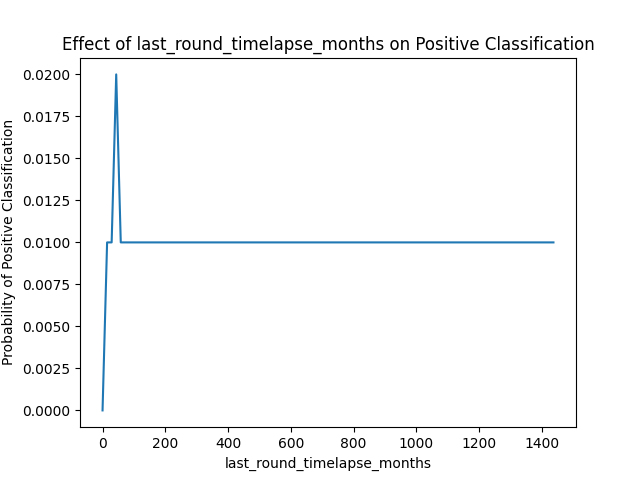 Effect of last_round_timelapse_months on Positive Classification
Probability of Positive Classification
0.0200
0.0175
0.0150
0.0125
0.0100
0.0075
0.0050
0.0025
0.0000
0 200 400 600 800 1000 1200 1400
last_round_timelapse_months